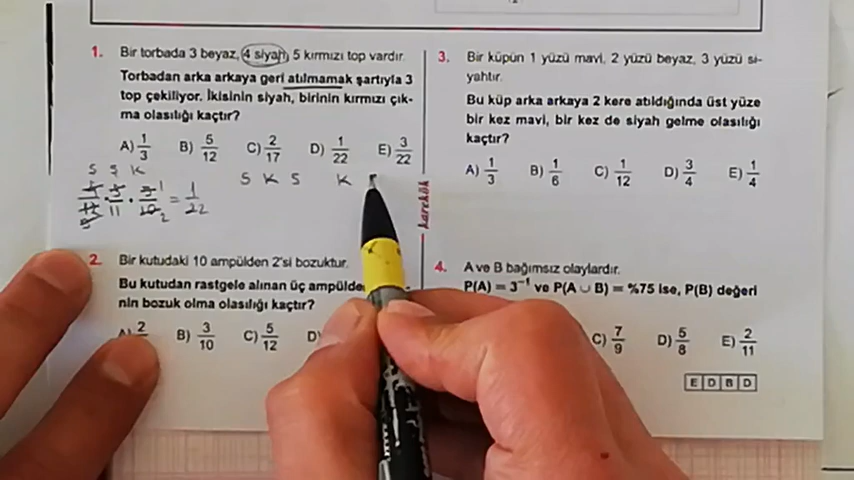 1. Bir torbada 3 beyaz, 4 siyah, 5 kırmızı top vardır.
Torbadan arka arkaya geri atılmamak şartıyla 3
top çekiliyor. İkisinin siyah, birinin kırmızı çık-
ma olasılığı kaçtır?
A) 1/3 B) 5/12 C) 2/17 D) 1/22 E) 3/22
S S K
S K S K
= 1/22
2. Bir kutudaki 10 ampülden 2'si bozuktur.
Bu kutudan rastgele alınan üç ampülde
nin bozuk olma olasılığı kaçtır?
A) 2 B) 3/10 C) 5/12 D)
karekök
3. Bir küpün 1 yüzü mavi, 2 yüzü beyaz, 3 yüzü si-
yahtır.
Bu küp arka arkaya 2 kere atıldığında üst yüze
bir kez mavi, bir kez de siyah gelme olasılığı
kaçtır?
A) 1/3 B) 1/6 C) 1/12 D) 3/4 E) 1/4
4. A ve B bağımsız olaylardır.
P(A) = 3⁻¹ ve P(A ∪ B) = %75 ise, P(B) değeri
C) 7/9 D) 5/8 E) 2/11
E D B D